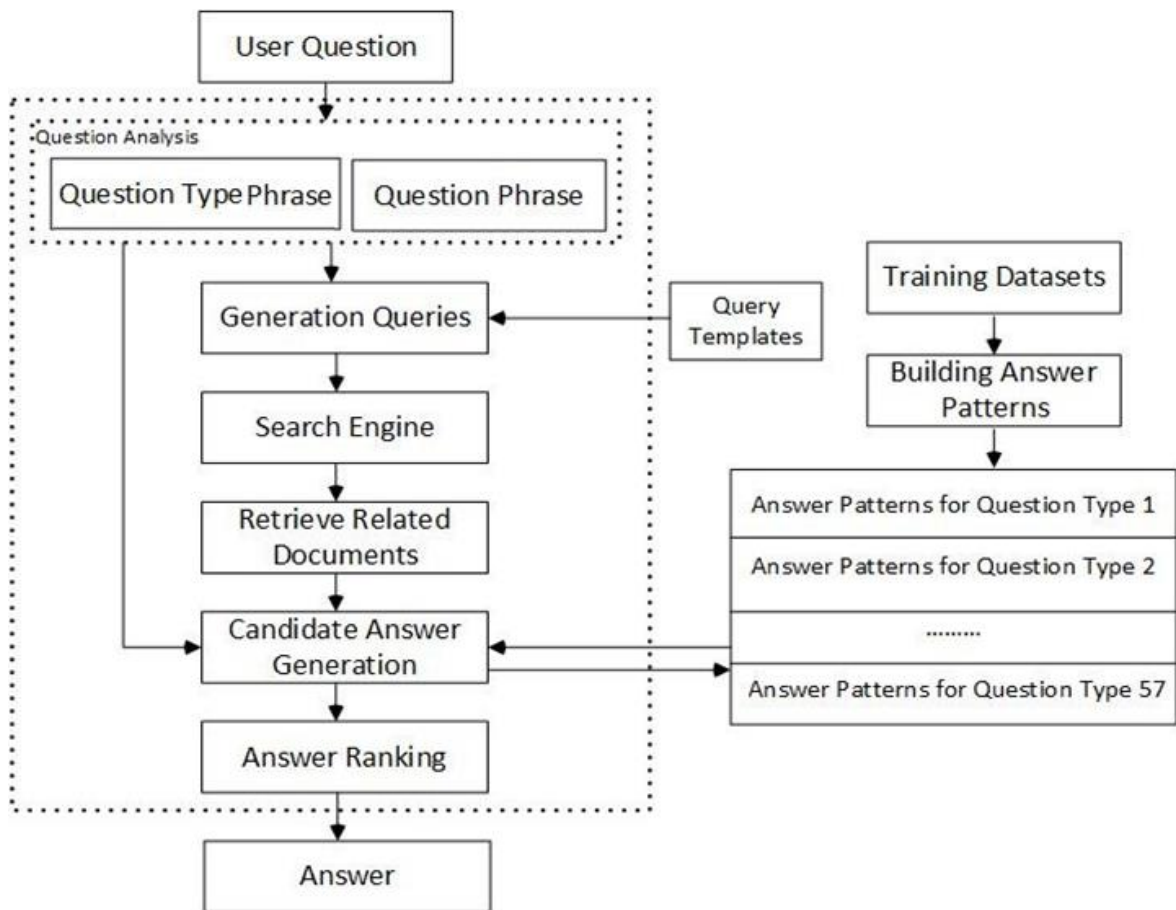 User Question
Question Analysis
Question Type Phrase
Question Phrase
Generation Queries
Query
Templates
Search Engine
Retrieve Related
Documents
Candidate Answer
Generation
Answer Ranking
Answer
Training Datasets
Building Answer
Patterns
Answer Patterns for Question Type 1
Answer Patterns for Question Type 2
.........
Answer Patterns for Question Type 57